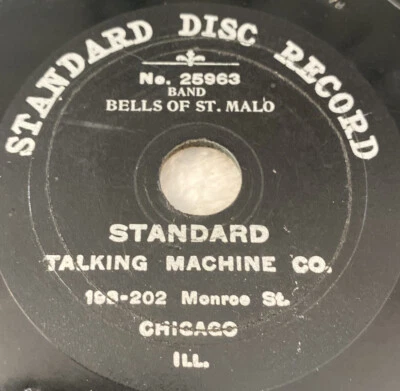 STANDARD DISC RECORD
No. 25963
BAND
BELLS OF ST. MALO
STANDARD
TALKING MACHINE CO.
198-202 Monroe St.
CHICAGO
ILL.